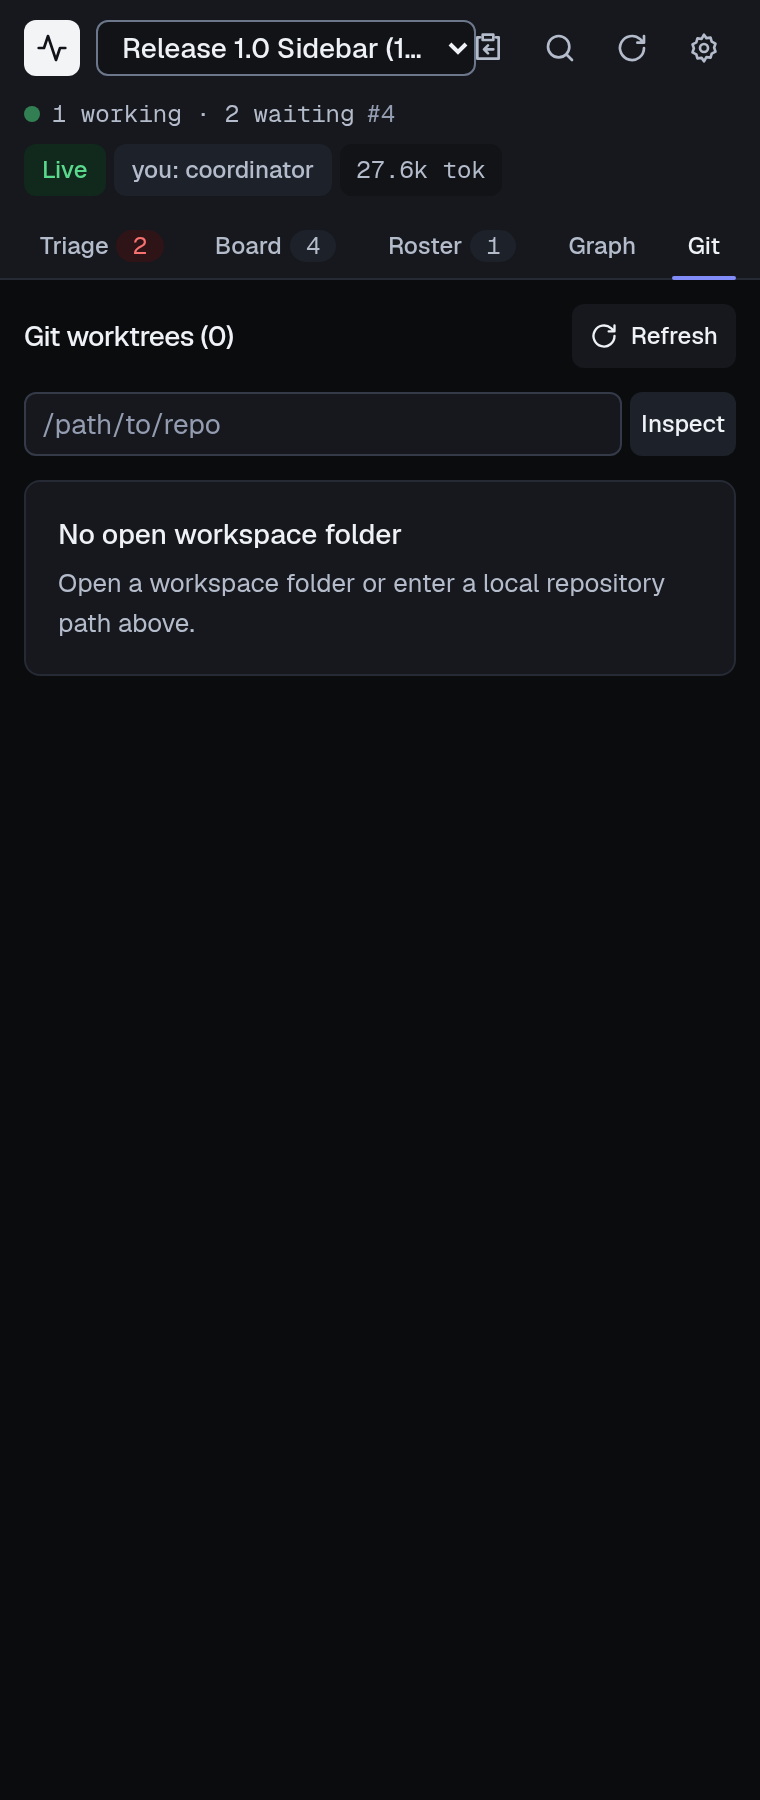 Release 1.0 Sidebar (1...
1 working · 2 waiting #4
Live you: coordinator 27.6k tok
Triage 2 Board 4 Roster 1 Graph Git
Git worktrees (0) Refresh
/path/to/repo Inspect
No open workspace folder
Open a workspace folder or enter a local repository
path above.